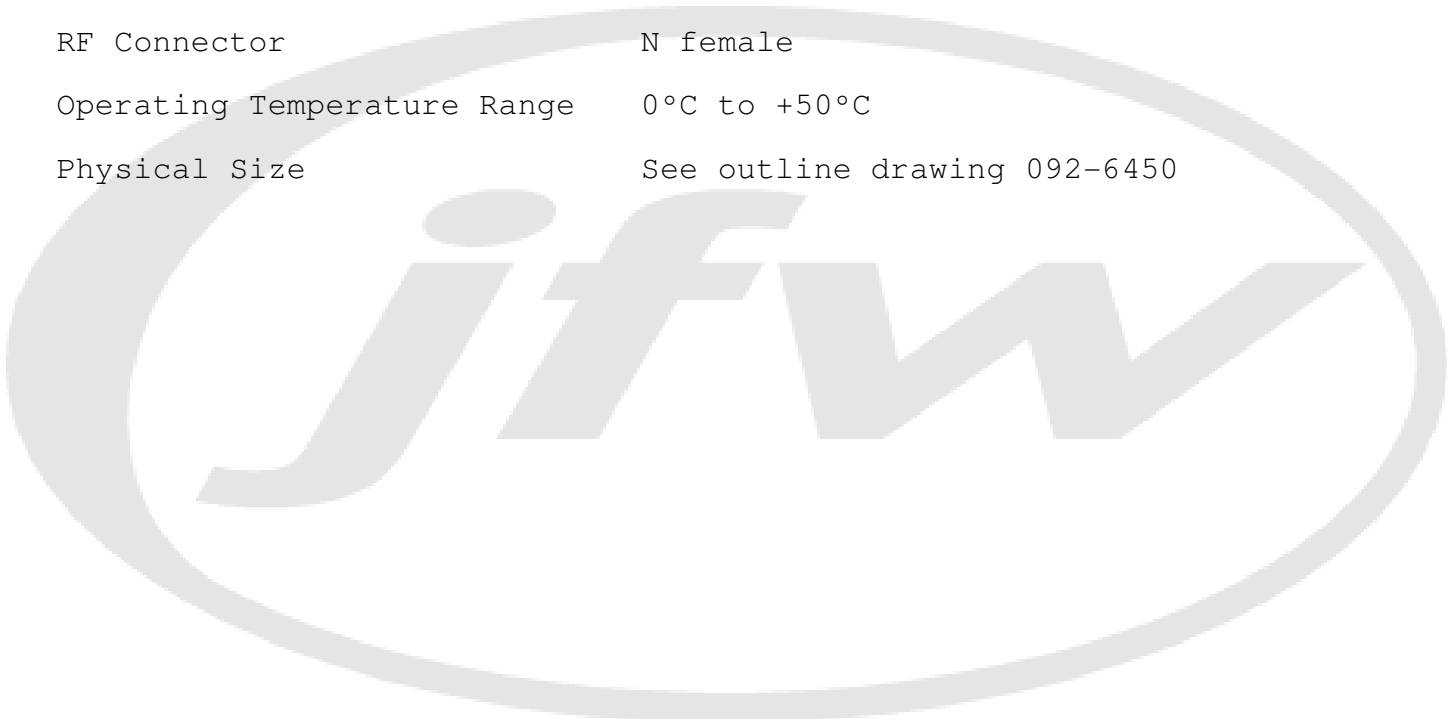 RF Connector N female
Operating Temperature Range 0°C to +50°C
Physical Size See outline drawing 092-6450
jfw